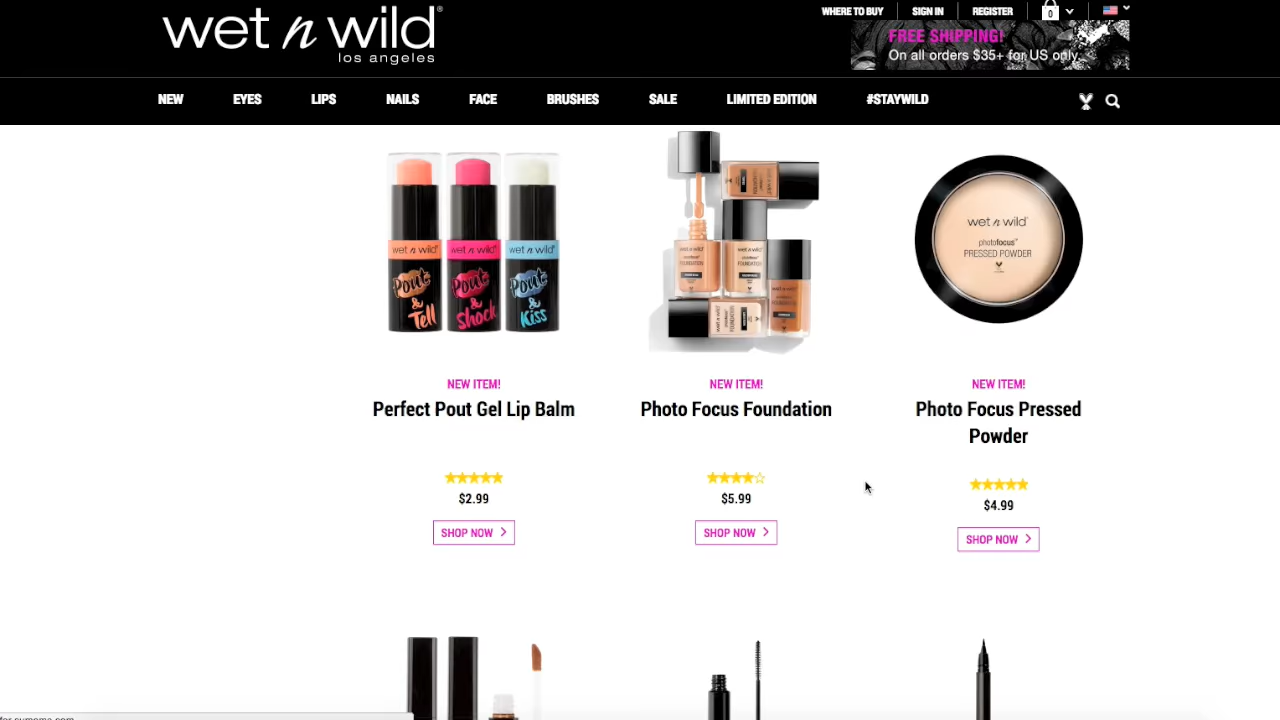 wet n wild®
los angeles
WHERE TO BUY
SIGN IN
REGISTER
0
FREE SHIPPING!
On all orders $35+ for US only.
NEW
EYES
LIPS
NAILS
FACE
BRUSHES
SALE
LIMITED EDITION
#STAYWILD
wet n wild®
wet n wild®
wet n wild®
Pout & Tell
Pout & Shock
Pout & Kiss
wet n wild®
photofocus™
PRESSED POWDER
NEW ITEM!
Perfect Pout Gel Lip Balm
$2.99
SHOP NOW
NEW ITEM!
Photo Focus Foundation
$5.99
SHOP NOW
NEW ITEM!
Photo Focus Pressed
Powder
$4.99
SHOP NOW